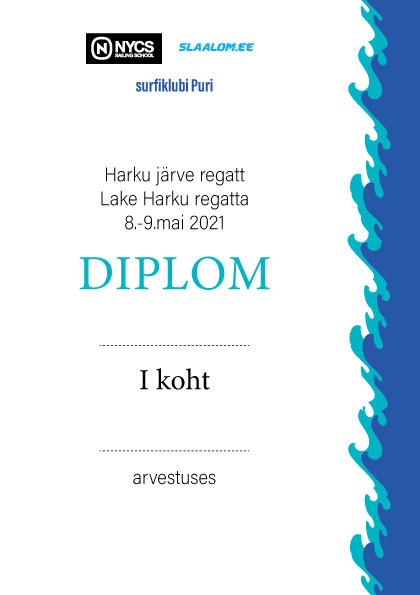 NYCS
SAILING SCHOOL
SLAALOM.EE
surfiklubi Puri
Harku järve regatt
Lake Harku regatta
8.-9.mai 2021
DIPLOM
I koht
arvestuses